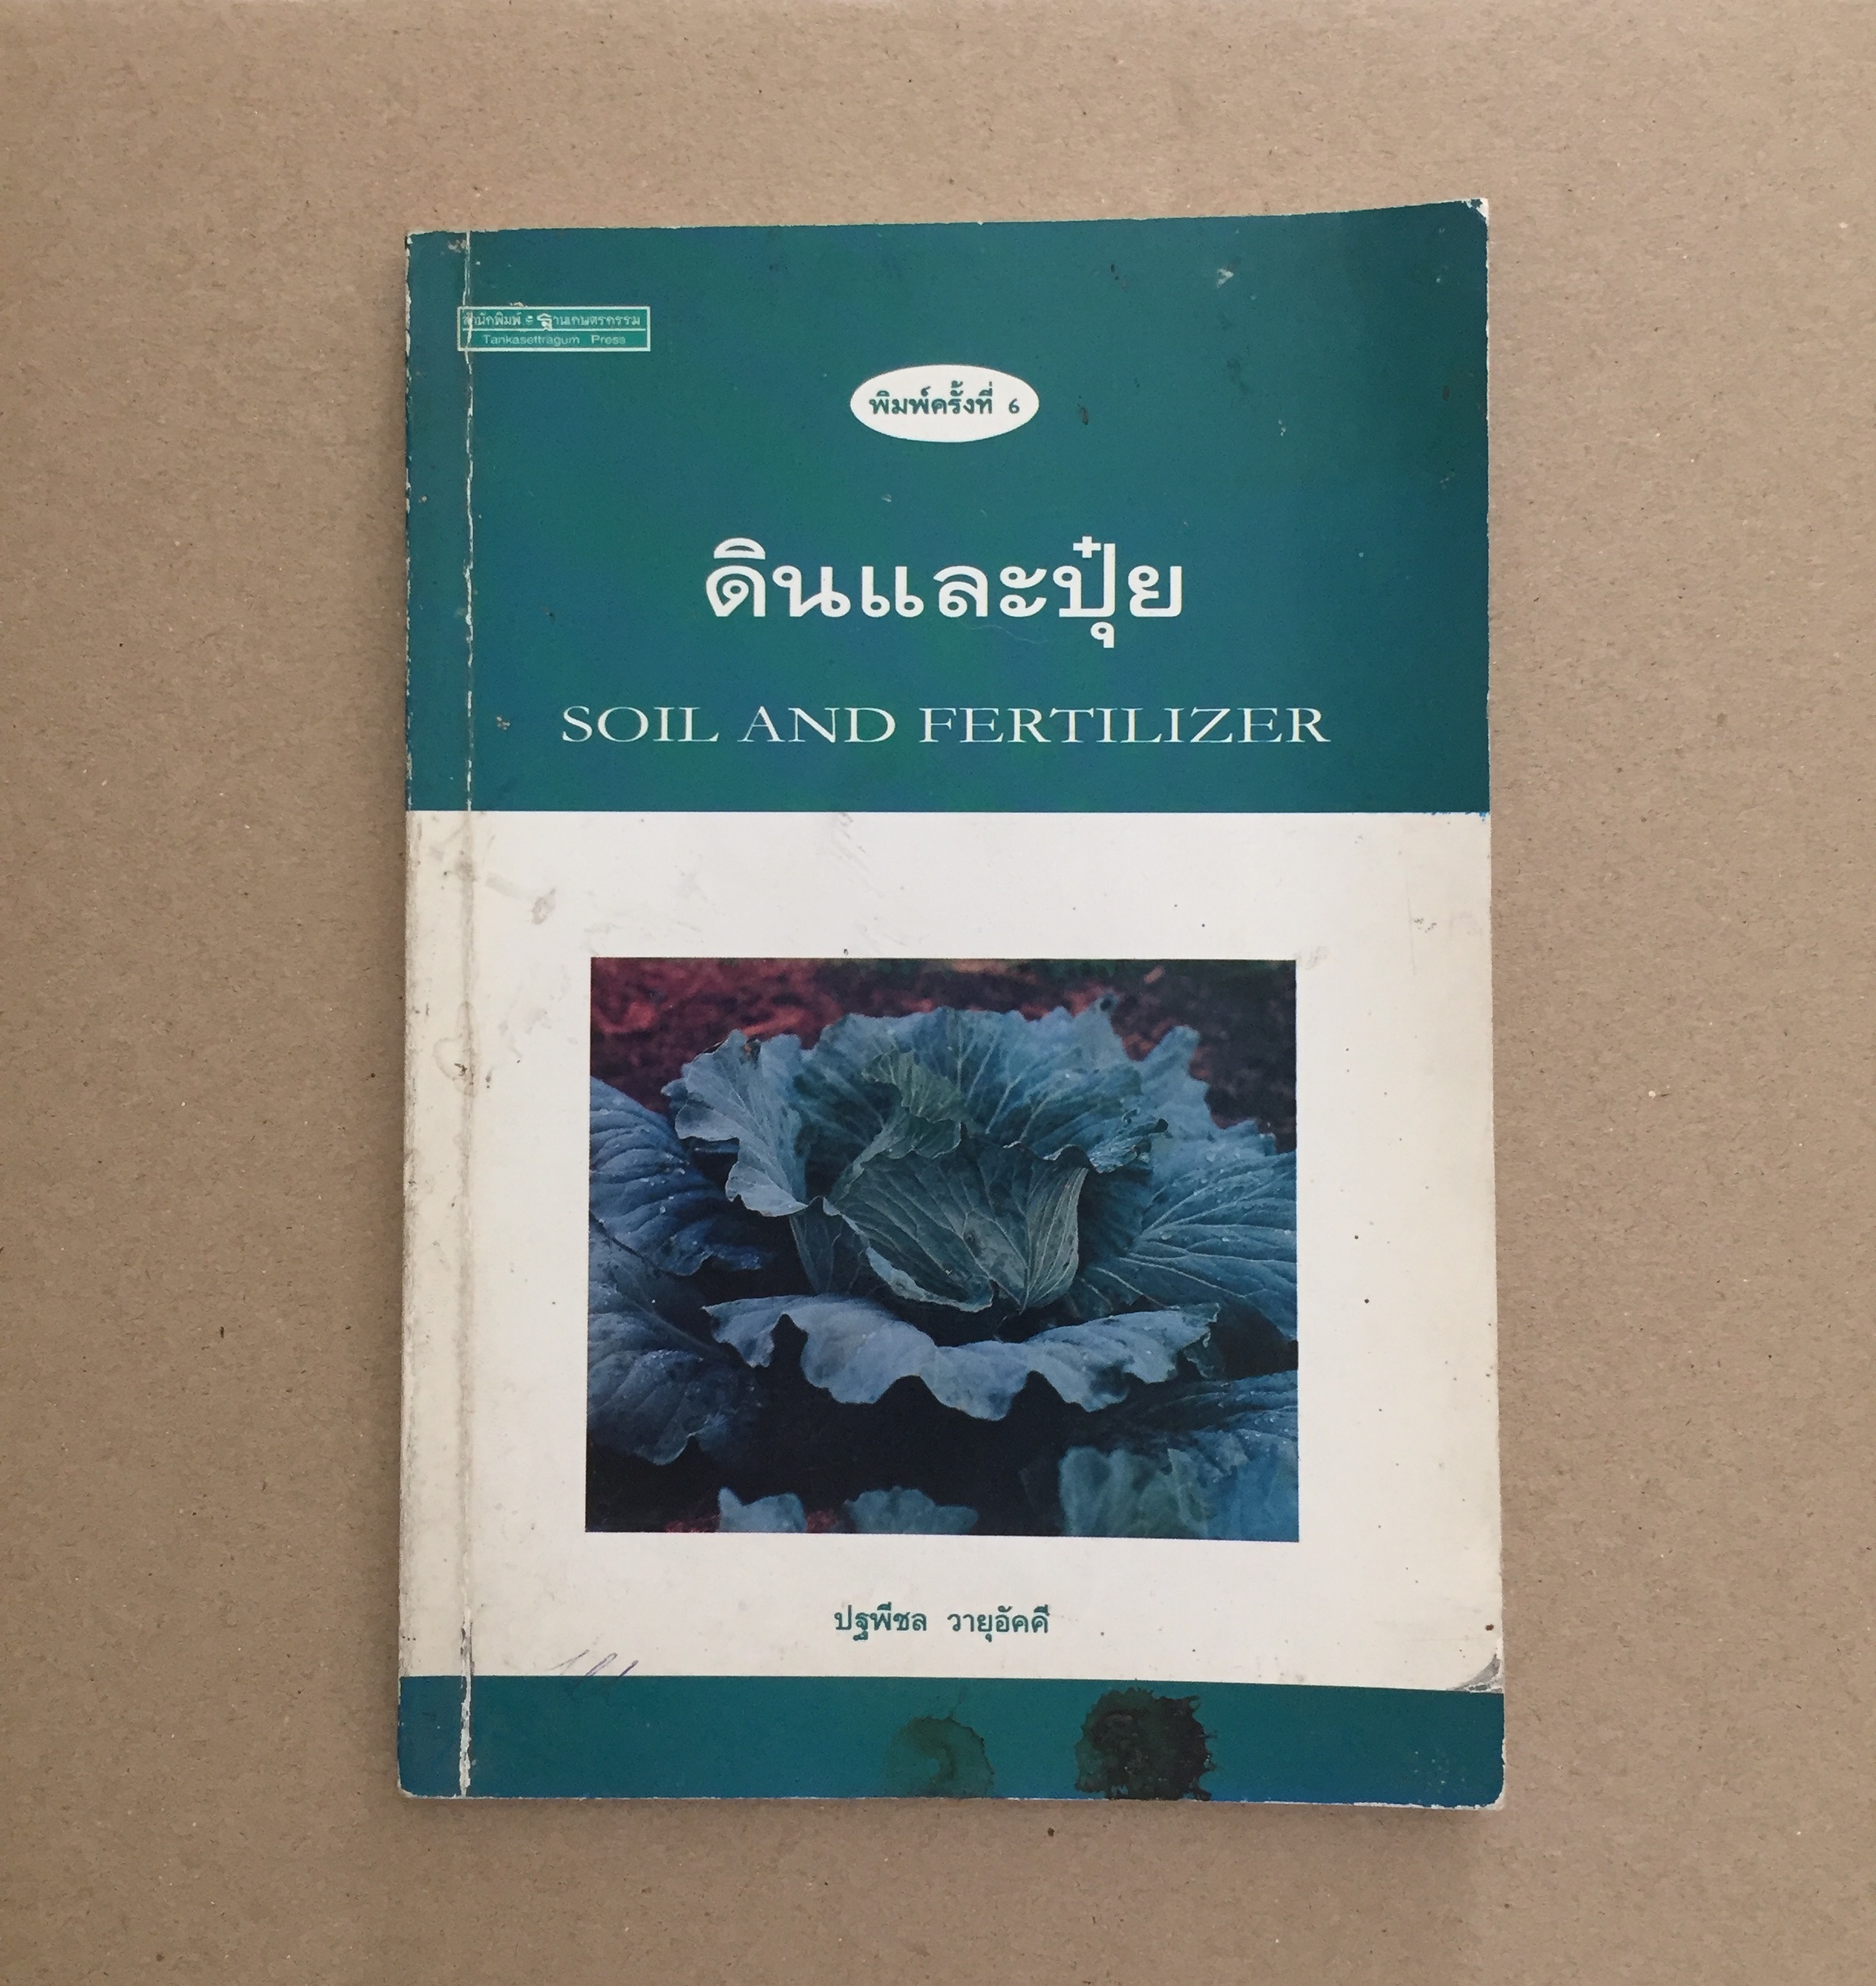 สำนักพิมพ์ ฐานเกษตรกรรม
Tankasettragum Press
พิมพ์ครั้งที่ 6
ดินและปุ๋ย
SOIL AND FERTILIZER
ปฐพีชล วายุอัคคี